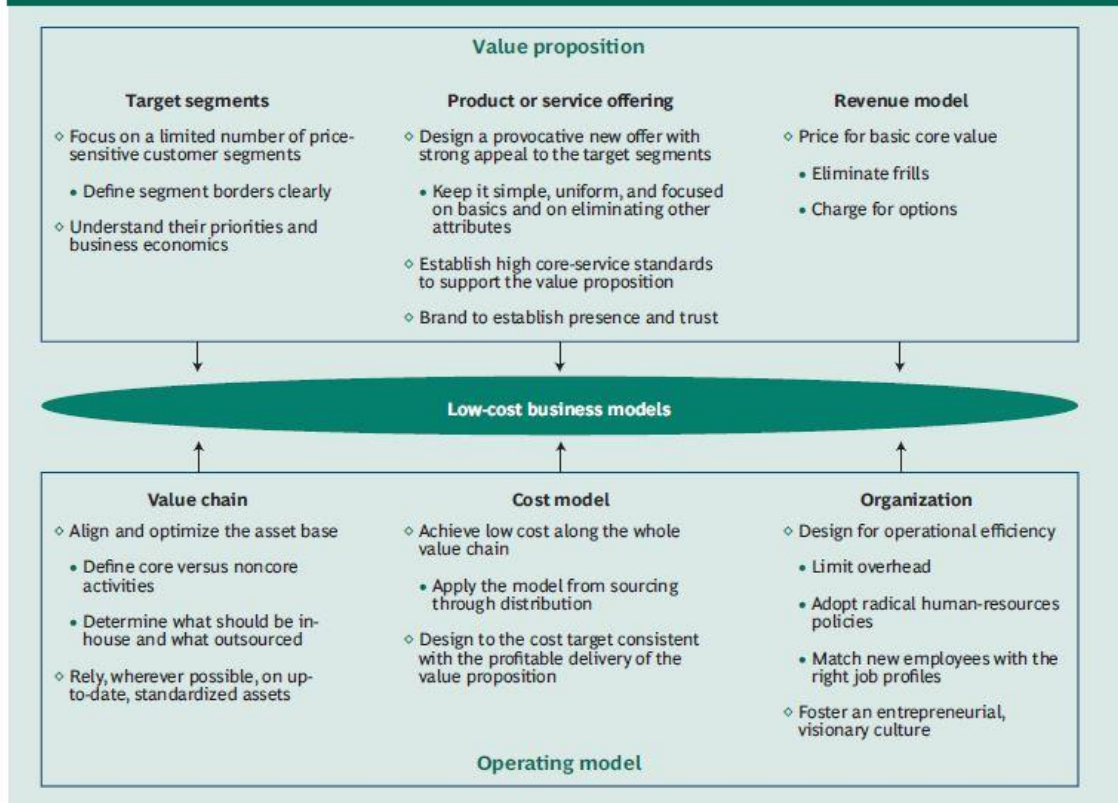 Value proposition
Target segments
◇ Focus on a limited number of price-
sensitive customer segments
• Define segment borders clearly
◇ Understand their priorities and
business economics
Product or service offering
◇ Design a provocative new offer with
strong appeal to the target segments
• Keep it simple, uniform, and focused
on basics and on eliminating other
attributes
◇ Establish high core-service standards
to support the value proposition
◇ Brand to establish presence and trust
Revenue model
◇ Price for basic core value
• Eliminate frills
• Charge for options
Low-cost business models
Value chain
◇ Align and optimize the asset base
• Define core versus noncore
activities
• Determine what should be in-
house and what outsourced
◇ Rely, wherever possible, on up-
to-date, standardized assets
Cost model
◇ Achieve low cost along the whole
value chain
• Apply the model from sourcing
through distribution
◇ Design to the cost target consistent
with the profitable delivery of the
value proposition
Organization
◇ Design for operational efficiency
• Limit overhead
• Adopt radical human-resources
policies
• Match new employees with the
right job profiles
◇ Foster an entrepreneurial,
visionary culture
Operating model